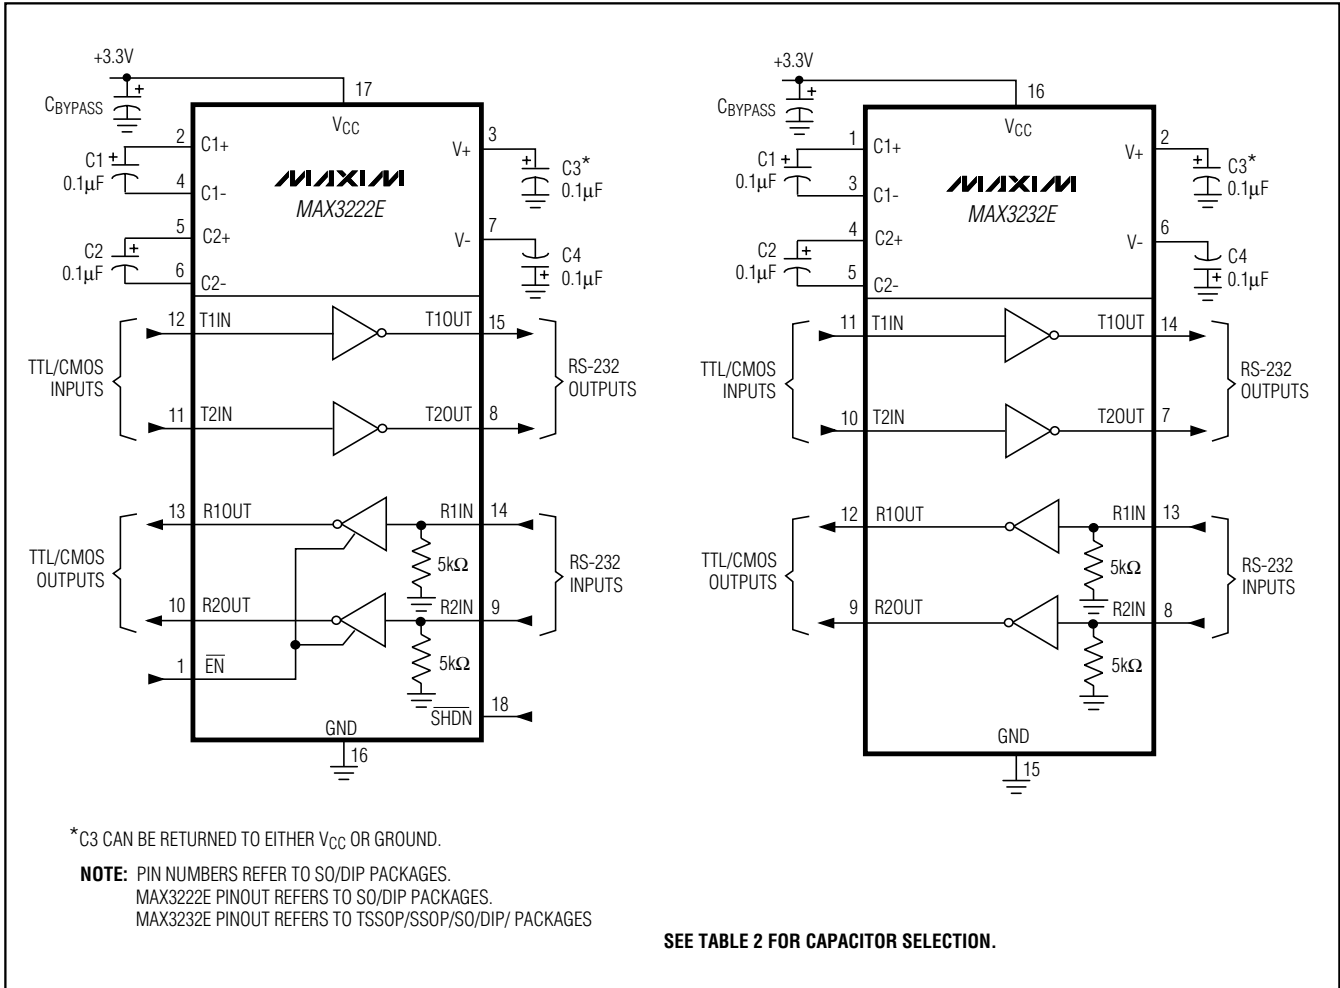 +3.3V
CBYPASS
17
VCC
2
C1+
C1
0.1µF
4
C1-
5
C2+
C2
0.1µF
6
C2-
MAXIM
MAX3222E
3
V+
C3*
0.1µF
7
V-
C4
0.1µF
TTL/CMOS
INPUTS
12
T1IN
T1OUT
15
11
T2IN
T2OUT
8
RS-232
OUTPUTS
TTL/CMOS
OUTPUTS
13
R1OUT
R1IN
14
5kΩ
10
R2OUT
R2IN
9
5kΩ
RS-232
INPUTS
1
EN
SHDN
18
GND
16
+3.3V
CBYPASS
16
VCC
1
C1+
C1
0.1µF
3
C1-
4
C2+
C2
0.1µF
5
C2-
MAXIM
MAX3232E
2
V+
C3*
0.1µF
6
V-
C4
0.1µF
TTL/CMOS
INPUTS
11
T1IN
T1OUT
14
10
T2IN
T2OUT
7
RS-232
OUTPUTS
TTL/CMOS
OUTPUTS
12
R1OUT
R1IN
13
5kΩ
9
R2OUT
R2IN
8
5kΩ
RS-232
INPUTS
GND
15
*C3 CAN BE RETURNED TO EITHER VCC OR GROUND.
NOTE: PIN NUMBERS REFER TO SO/DIP PACKAGES.
MAX3222E PINOUT REFERS TO SO/DIP PACKAGES.
MAX3232E PINOUT REFERS TO TSSOP/SSOP/SO/DIP/ PACKAGES
SEE TABLE 2 FOR CAPACITOR SELECTION.